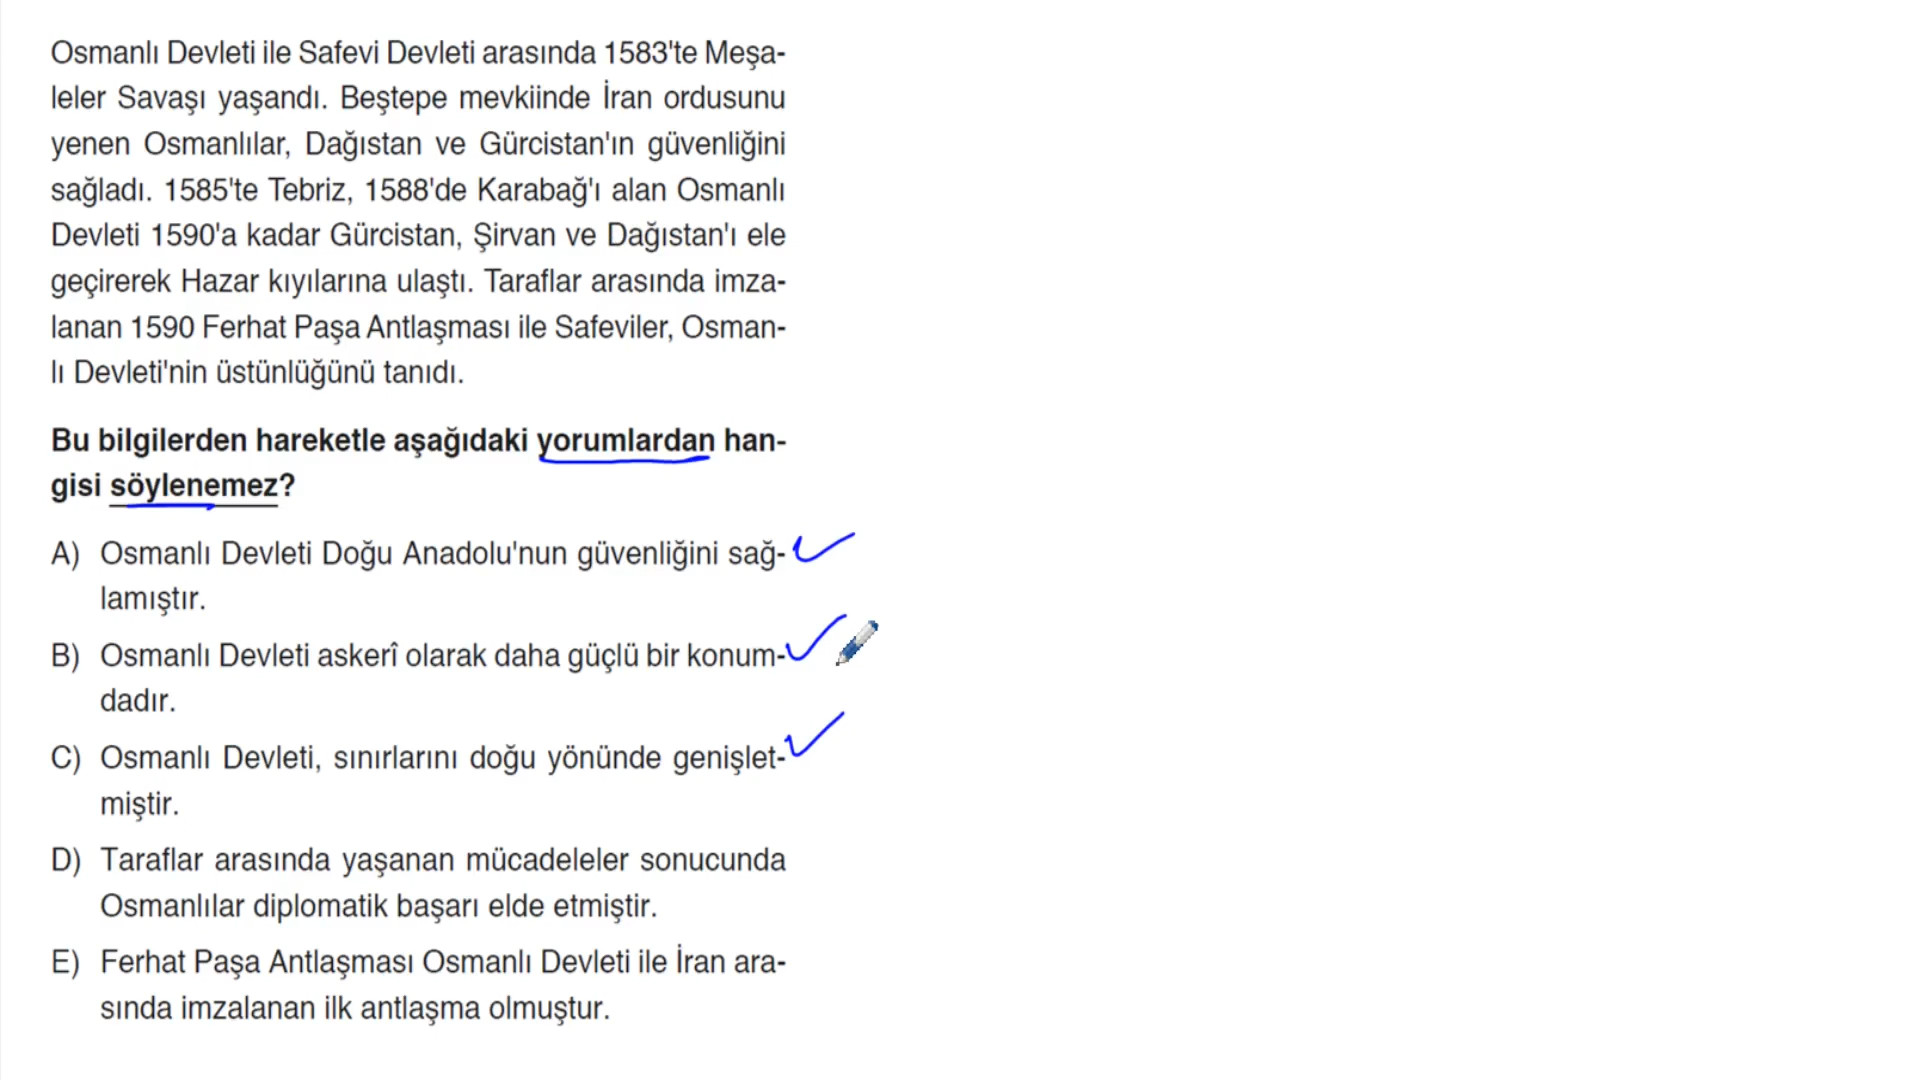 Osmanlı Devleti ile Safevi Devleti arasında 1583'te Meşa-
leler Savaşı yaşandı. Beştepe mevkiinde İran ordusunu
yenen Osmanlılar, Dağıstan ve Gürcistan'ın güvenliğini
sağladı. 1585'te Tebriz, 1588'de Karabağ'ı alan Osmanlı
Devleti 1590'a kadar Gürcistan, Şirvan ve Dağıstan'ı ele
geçirerek Hazar kıyılarına ulaştı. Taraflar arasında imza-
lanan 1590 Ferhat Paşa Antlaşması ile Safeviler, Osman-
lı Devleti'nin üstünlüğünü tanıdı.
Bu bilgilerden hareketle aşağıdaki yorumlardan han-
gisi söylenemez?
A) Osmanlı Devleti Doğu Anadolu'nun güvenliğini sağ-
lamıştır.
B) Osmanlı Devleti askerî olarak daha güçlü bir konum-
dadır.
C) Osmanlı Devleti, sınırlarını doğu yönünde genişlet-
miştir.
D) Taraflar arasında yaşanan mücadeleler sonucunda
Osmanlılar diplomatik başarı elde etmiştir.
E) Ferhat Paşa Antlaşması Osmanlı Devleti ile İran ara-
sında imzalanan ilk antlaşma olmuştur.